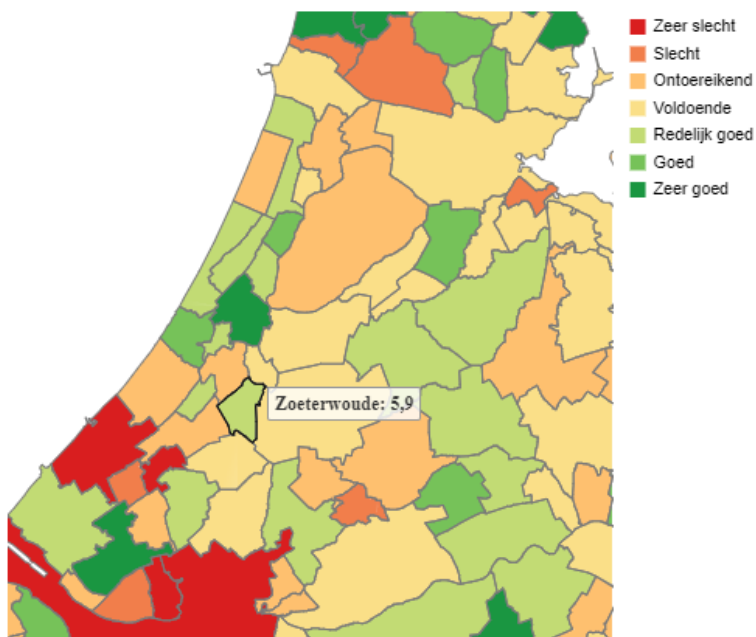 Zeer slecht
Slecht
Ontoereikend
Voldoende
Redelijk goed
Goed
Zeer goed
Zoeterwoude: 5,9